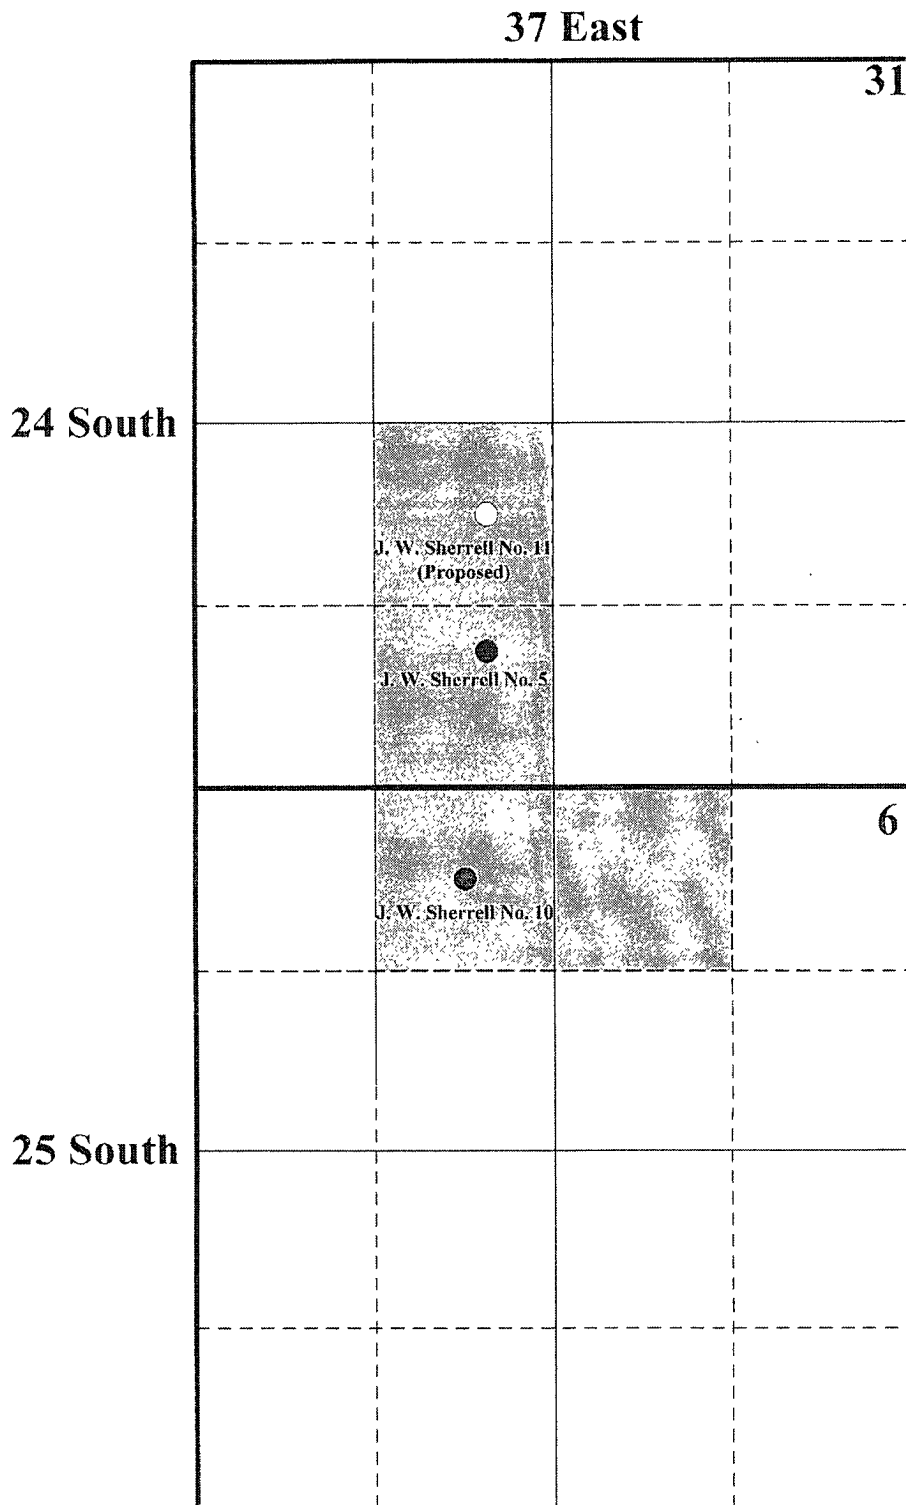 37 East
31
24 South
J. W. Sherrell No. 11
(Proposed)
J. W. Sherrell No. 5
6
J. W. Sherrell No. 10
25 South